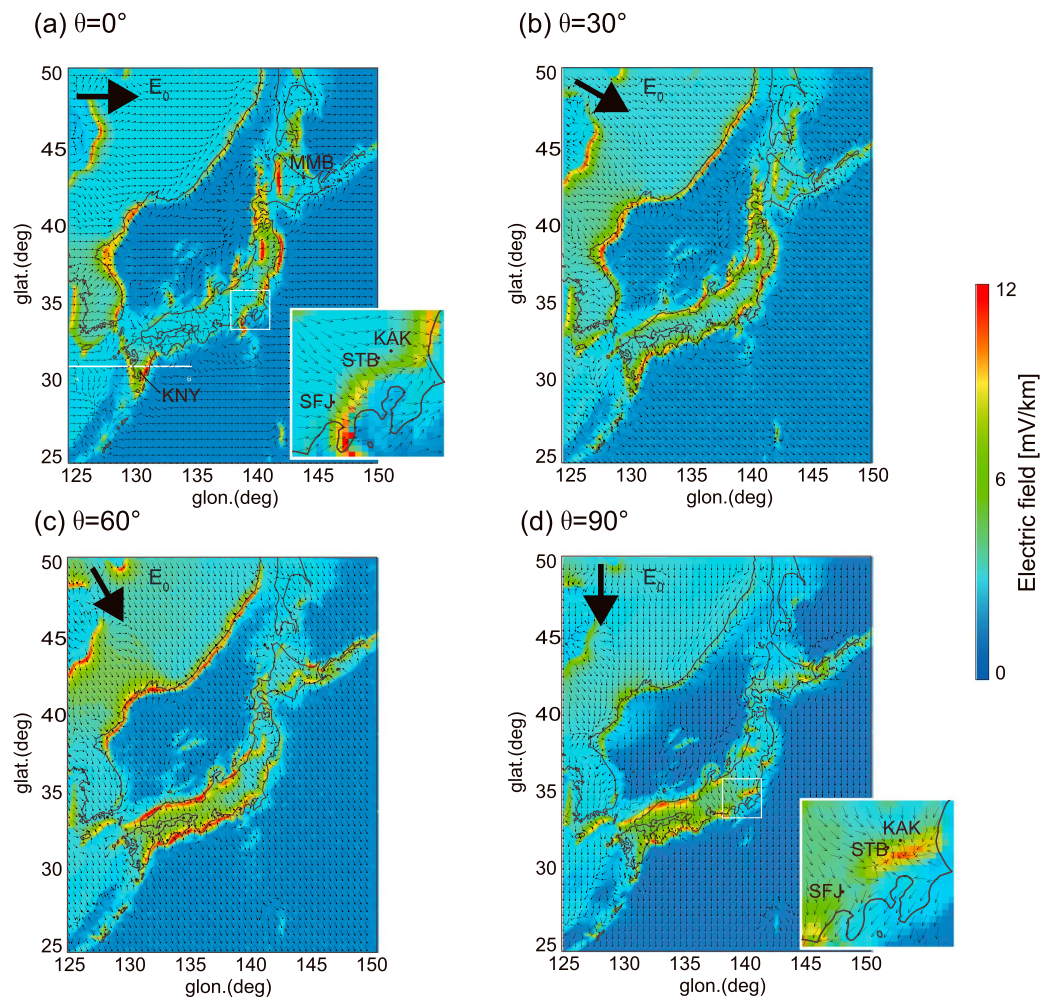 (a) θ=0°
(b) θ=30°
50
45
40
35
30
25
glat.(deg)
E0
MMB
KNY
KAK
STB
SFJ
125 130 135 140 145 150
glon.(deg)
50
45
40
35
30
25
glat.(deg)
E0
125 130 135 140 145 150
glon.(deg)
12
6
0
Electric field [mV/km]
(c) θ=60°
(d) θ=90°
50
45
40
35
30
25
glat.(deg)
E0
125 130 135 140 145 150
glon.(deg)
50
45
40
35
30
25
glat.(deg)
E0
KAK
STB
SFJ
125 130 135 140 145 150
glon.(deg)